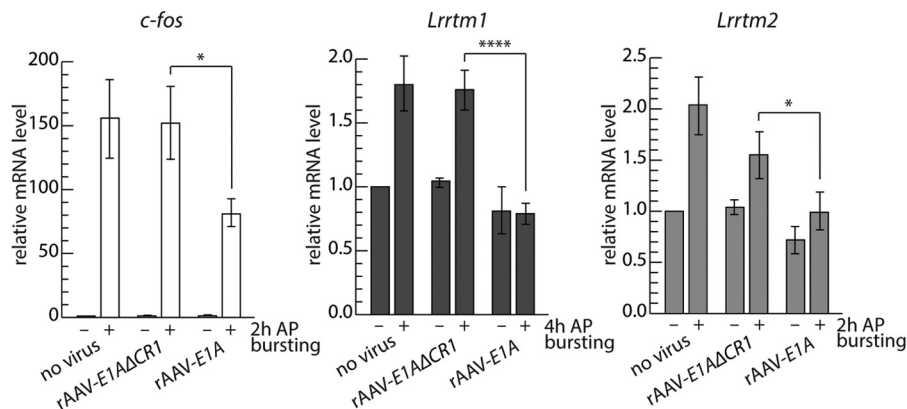 c-fos
Lrrtm1
Lrrtm2
relative mRNA level
200
150
100
50
0
*
− + − + − +
2h AP bursting
no virus
rAAV-E1AΔCR1
rAAV-E1A
relative mRNA level
2.0
1.5
1.0
0.5
0.0
****
− + − + − +
4h AP bursting
no virus
rAAV-E1AΔCR1
rAAV-E1A
relative mRNA level
2.5
2.0
1.5
1.0
0.5
0.0
*
− + − + − +
2h AP bursting
no virus
rAAV-E1AΔCR1
rAAV-E1A